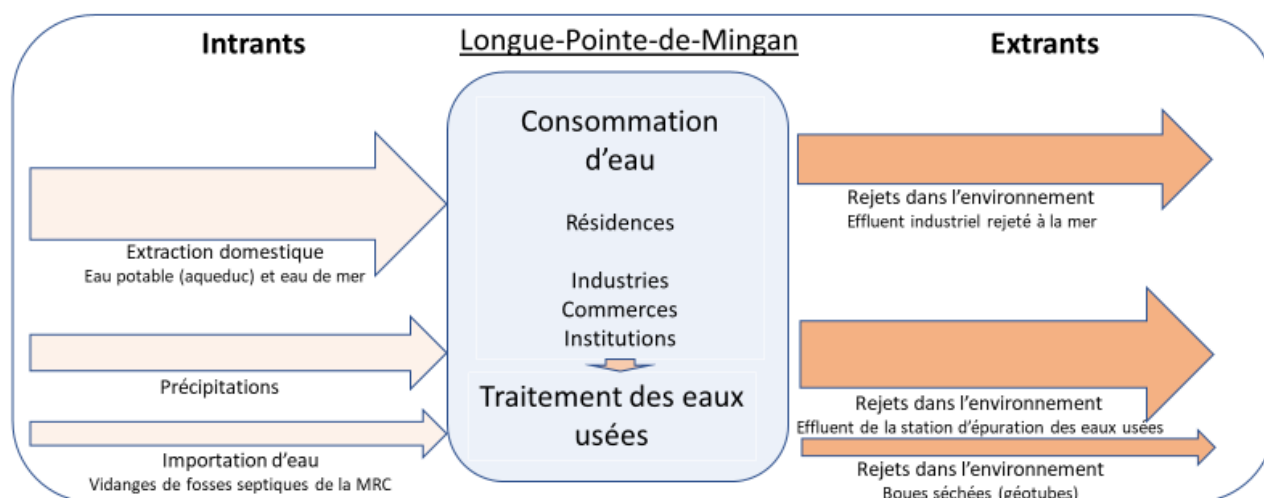 Intrants
Longue-Pointe-de-Mingan
Extrants
Extraction domestique
Eau potable (aqueduc) et eau de mer
Précipitations
Importation d'eau
Vidanges de fosses septiques de la MRC
Consommation
d'eau
Résidences
Industries
Commerces
Institutions
Traitement des eaux
usées
Rejets dans l'environnement
Effluent industriel rejeté à la mer
Rejets dans l'environnement
Effluent de la station d'épuration des eaux usées
Rejets dans l'environnement
Boues séchées (géotubes)